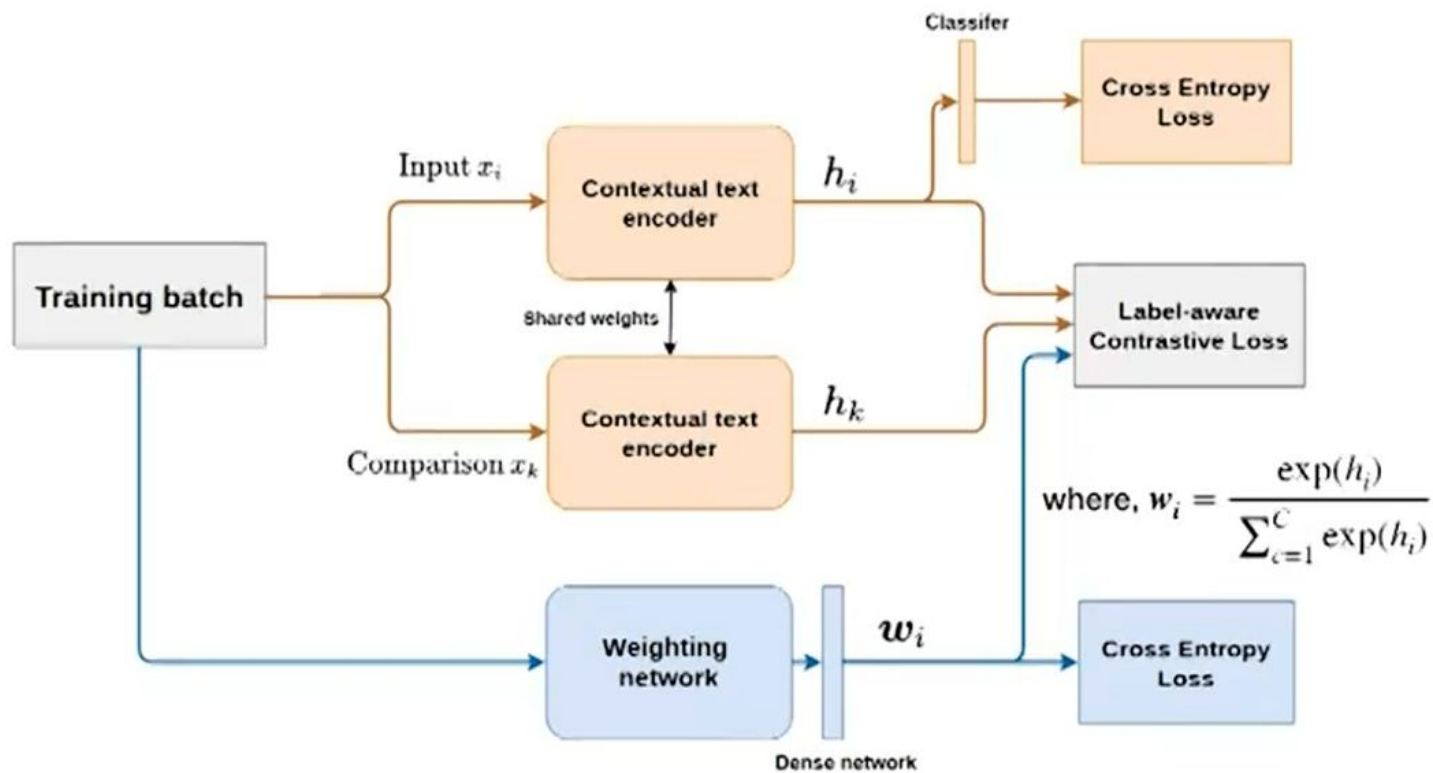 Classifer
Cross Entropy
Loss
Input x_i
Contextual text
encoder
h_i
Training batch
Shared weights
Label-aware
Contrastive Loss
Contextual text
encoder
h_k
Comparison x_k
where, w_i = \frac{exp(h_i)}{\sum_{c=1}^{C} exp(h_i)}
Weighting
network
w_i
Cross Entropy
Loss
Dense network